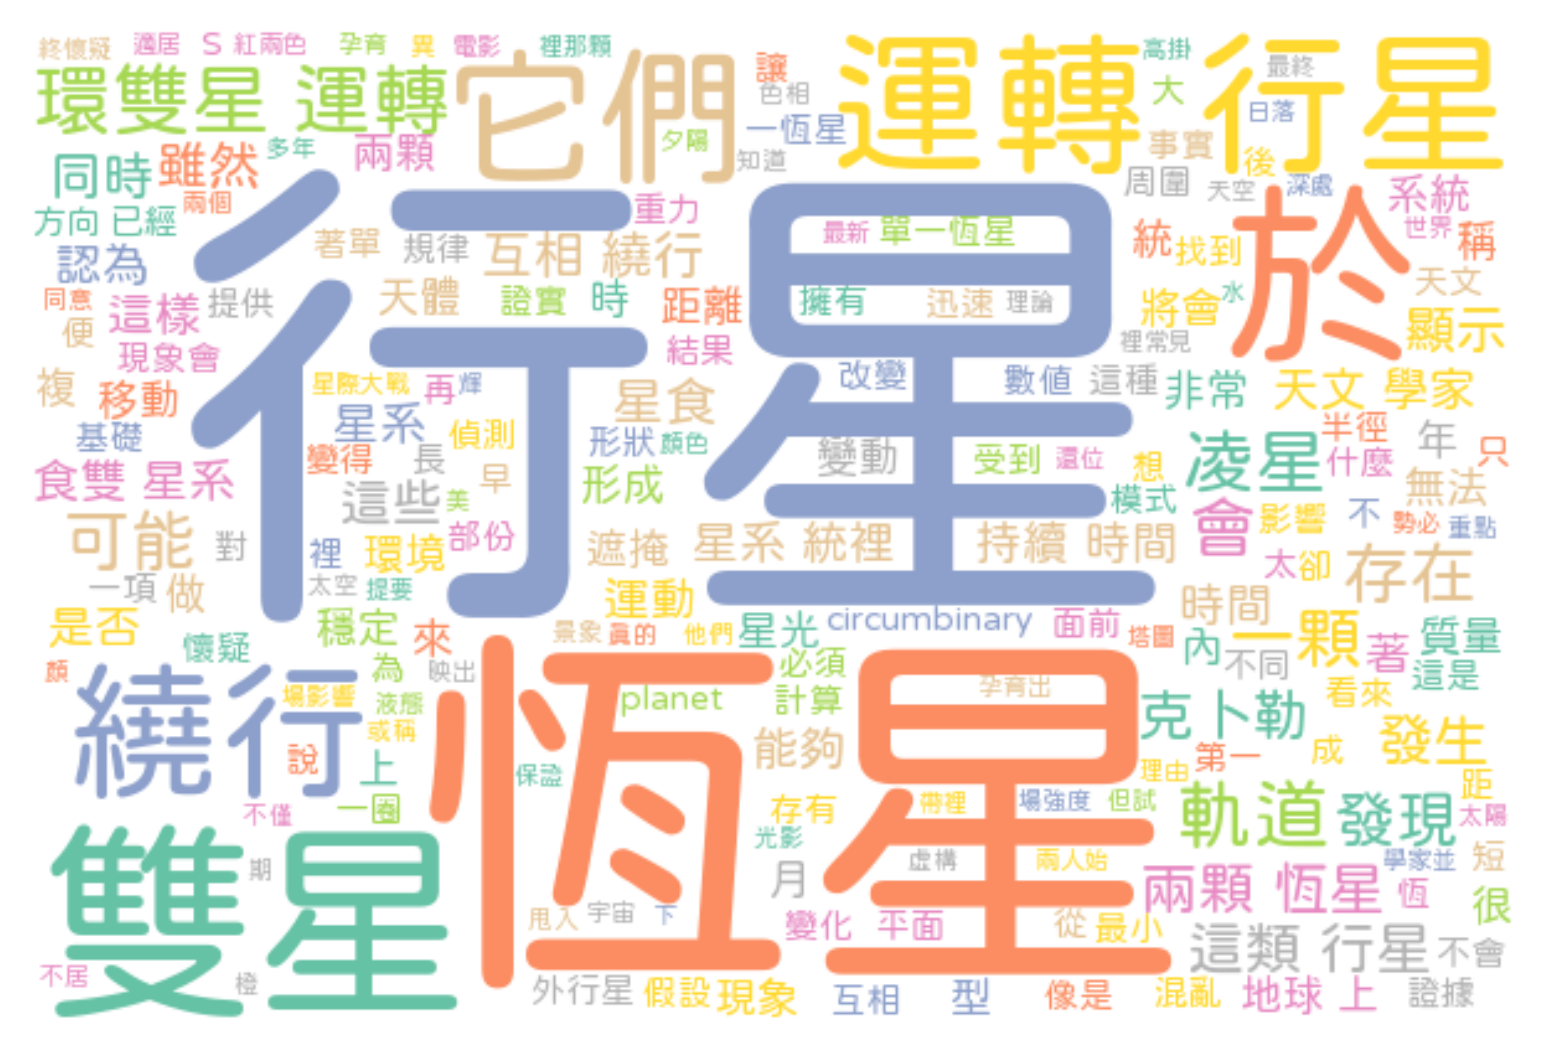 終懷疑 適居 S 紅兩色 孕育 異 電影 裡那顆
環雙星 運轉 它們 運轉 行星
讓 色相 一恆星 夕陽 知道 高掛 大 最終 日落
同時 雖然 多年 兩顆 事實 後
方向 已經 兩個 重力 周圍 天空 深處 系統
認為 著單 規律 互相 繞行 最新 單一恆星 統 找到 於 世界 稱
行星
同意 這樣 提供 天體 證實 時 距離 擁有 迅速 理論 將會 水 天文
便 現象會 結果 裡常見 顯示
複 移動 星際大戰 再 輝 星食 改變 數值 這種 非常 天文 學家
基礎 星系 偵測 形狀 顏色 半徑 年 只
食雙 星系 變得 長 早 形成 變動 受到 還位 想 凌星 什麼
這些 美 模式 無法
可能 對 裡 環境 部份 遮掩 星系 統裡 持續 時間 會 影響 不 勢必 重點
一項 做 太空 提要 運動 太 卻 存在
是否 懷疑 穩定 來 景象 真的 他們 星光 circumbinary 面前 時間 塔圖 一顆 質量
顏 為 映出 必須 內 不同 著 這是
繞行 場影響 液態 恆星 planet 計算 孕育出 看來
或稱 克卜勒
說 上 保證 能夠 理由 第一 成 發生
不僅 一圈 存有 帶裡 場強度 但試 軌道 發現 距 太陽
雙星 期 光影 虛構 兩人始 學家並 短
月 兩顆 恆星 恆 很
甩入 宇宙 下 變化 平面 從 最小 這類 行星 不會
不居 橙 外行星 假設 現象 互相 型 像是 混亂 地球 上 證據